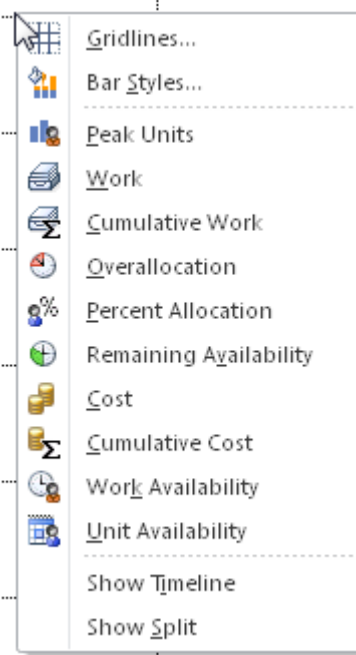 Gridlines...
Bar Styles...
Peak Units
Work
Cumulative Work
Overallocation
Percent Allocation
Remaining Availability
Cost
Cumulative Cost
Work Availability
Unit Availability
Show Timeline
Show Split